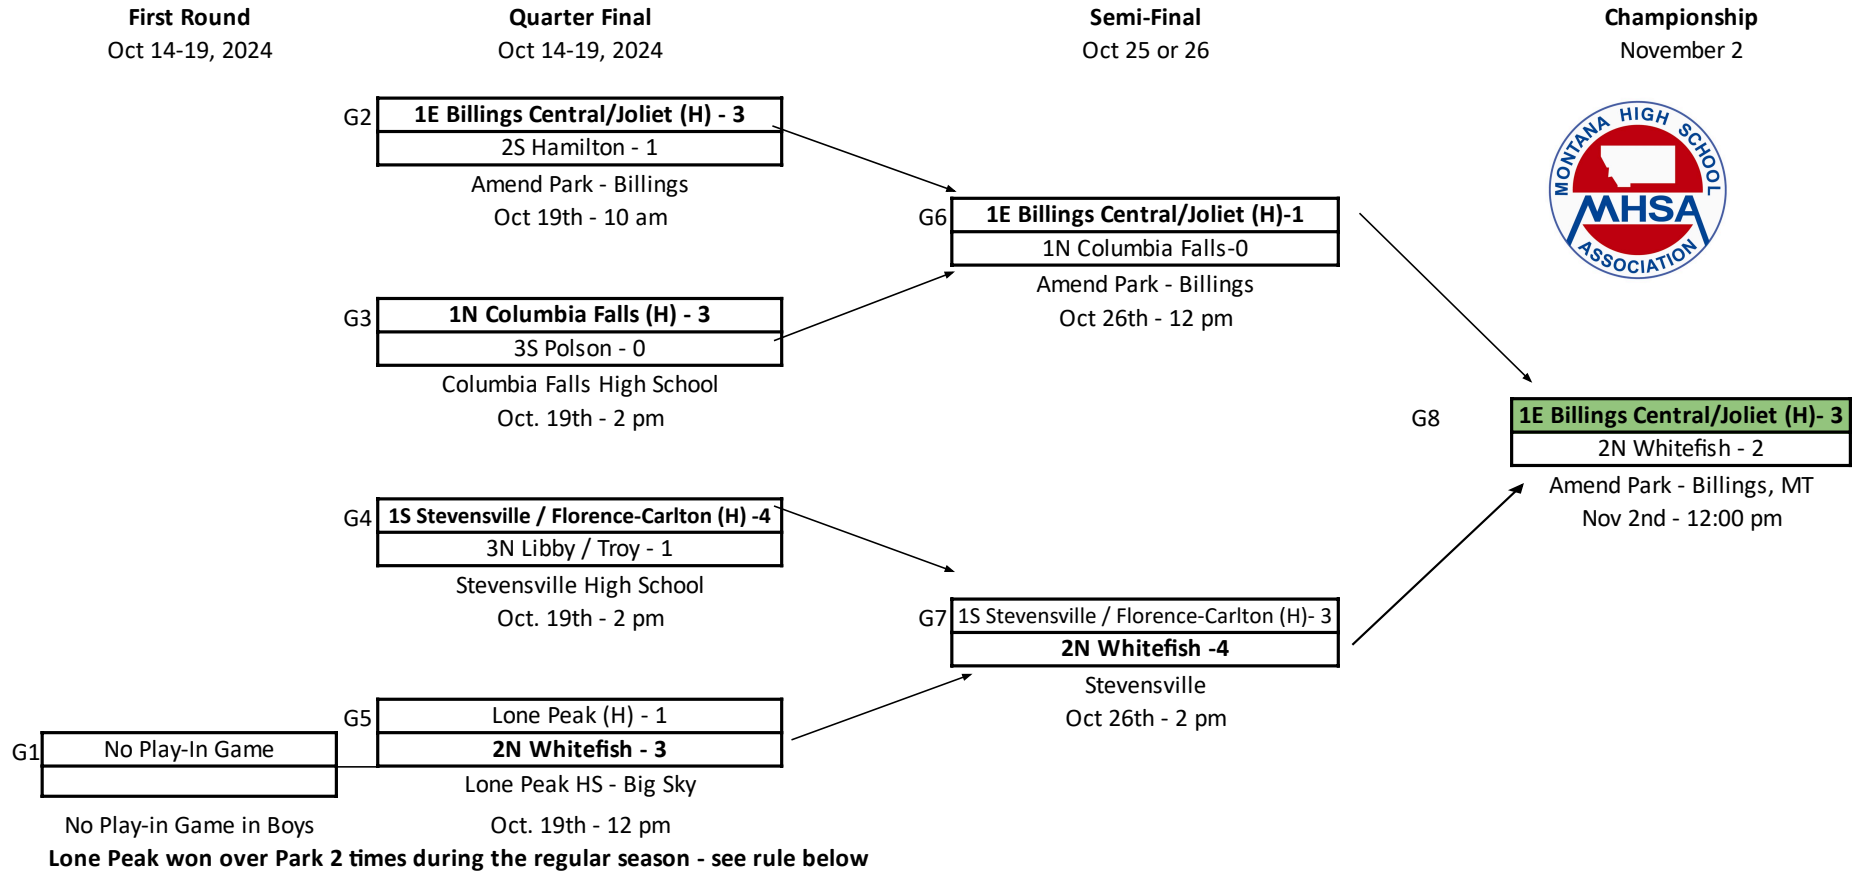 First Round
Oct 14-19, 2024
Quarter Final
Oct 14-19, 2024
Semi-Final
Oct 25 or 26
Championship
November 2
MONTANA HIGH SCHOOL
MHSA
ASSOCIATION
G2
1E Billings Central/Joliet (H) - 3
2S Hamilton - 1
Amend Park - Billings
Oct 19th - 10 am
G3
1N Columbia Falls (H) - 3
3S Polson - 0
Columbia Falls High School
Oct. 19th - 2 pm
G4
1S Stevensville / Florence-Carlton (H) -4
3N Libby / Troy - 1
Stevensville High School
Oct. 19th - 2 pm
G1
No Play-In Game
No Play-in Game in Boys
G5
Lone Peak (H) - 1
2N Whitefish - 3
Lone Peak HS - Big Sky
Oct. 19th - 12 pm
Lone Peak won over Park 2 times during the regular season - see rule below
G6
1E Billings Central/Joliet (H)-1
1N Columbia Falls-0
Amend Park - Billings
Oct 26th - 12 pm
G7
1S Stevensville / Florence-Carlton (H)- 3
2N Whitefish -4
Stevensville
Oct 26th - 2 pm
G8
1E Billings Central/Joliet (H)- 3
2N Whitefish - 2
Amend Park - Billings, MT
Nov 2nd - 12:00 pm